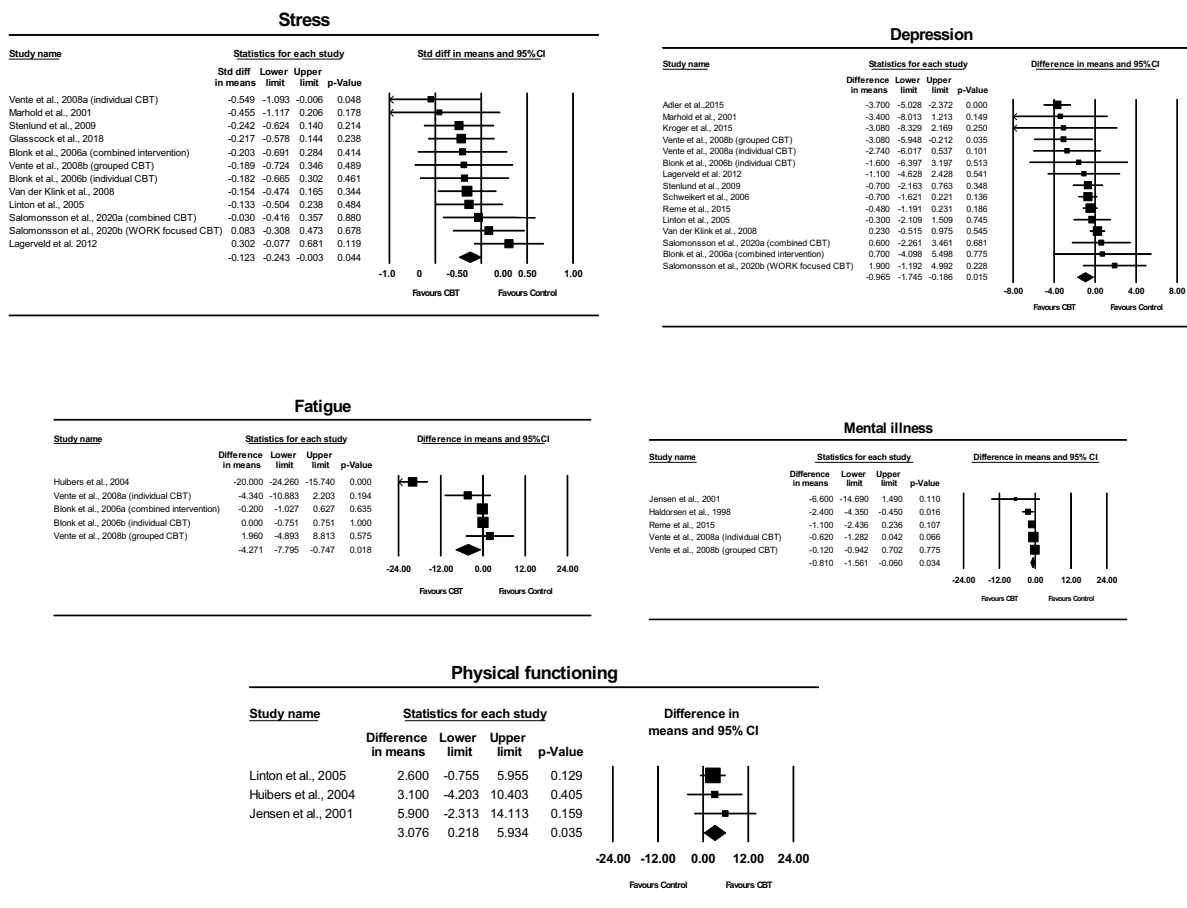 Stress
Study name Statistics for each study Std diff in means and 95%CI
Std diff Lower Upper
in means limit limit p-Value
Vente et al., 2008a (individual CBT) -0.549 -1.093 -0.006 0.048
Marhold et al., 2001 -0.455 -1.117 0.206 0.178
Stenlund et al., 2009 -0.242 -0.624 0.140 0.214
Glasscock et al., 2018 -0.217 -0.578 0.144 0.238
Blonk et al., 2006a (combined intervention) -0.203 -0.691 0.284 0.414
Vente et al., 2008b (grouped CBT) -0.189 -0.724 0.346 0.489
Blonk et al., 2006b (individual CBT) -0.182 -0.665 0.302 0.461
Van der Klink et al., 2008 -0.154 -0.474 0.165 0.344
Linton et al., 2005 -0.133 -0.504 0.238 0.484
Salomonsson et al., 2020a (combined CBT) -0.030 -0.416 0.357 0.880
Salomonsson et al., 2020b (WORK focused CBT) 0.083 -0.308 0.473 0.678
Lagerveld et al. 2012 0.302 -0.077 0.681 0.119
-0.123 -0.243 -0.003 0.044
-1.0 0 -0.50 0.00 0.50 1.00
Favours CBT Favours Control
Depression
Study name Statistics for each study Difference in means and 95%CI
Difference Lower Upper
in means limit limit p-Value
Adler et al.,2015 -3.700 -5.028 -2.372 0.000
Marhold et al., 2001 -3.400 -8.013 1.213 0.149
Kroger et al., 2015 -3.080 -8.329 2.169 0.250
Vente et al., 2008b (grouped CBT) -3.080 -5.948 -0.212 0.035
Vente et al., 2008a (individual CBT) -2.740 -6.017 0.537 0.101
Blonk et al., 2006b (individual CBT) -1.600 -6.397 3.197 0.513
Lagerveld et al. 2012 -1.100 -4.628 2.428 0.541
Stenlund et al., 2009 -0.700 -2.163 0.763 0.348
Schweikert et al., 2006 -0.700 -1.621 0.221 0.136
Reme et al., 2015 -0.480 -1.191 0.231 0.186
Linton et al., 2005 -0.300 -2.109 1.509 0.745
Van der Klink et al., 2008 0.230 -0.515 0.975 0.545
Salomonsson et al., 2020a (combined CBT) 0.600 -2.261 3.461 0.681
Blonk et al., 2006a (combined intervention) 0.700 -4.098 5.498 0.775
Salomonsson et al., 2020b (WORK focused CBT) 1.900 -1.192 4.992 0.228
-0.965 -1.745 -0.186 0.015
-8.00 -4.00 0.00 4.00 8.00
Favours CBT Favours Control
Fatigue
Study name Statistics for each study Difference in means and 95%CI
Difference Lower Upper
in means limit limit p-Value
Huibers et al., 2004 -20.000 -24.260 -15.740 0.000
Vente et al., 2008a (individual CBT) -4.340 -10.883 2.203 0.194
Blonk et al., 2006a (combined intervention) -0.200 -1.027 0.627 0.635
Blonk et al., 2006b (individual CBT) 0.000 -0.751 0.751 1.000
Vente et al., 2008b (grouped CBT) 1.960 -4.893 8.813 0.575
-4.271 -7.795 -0.747 0.018
-24.00 -12.00 0.00 12.00 24.00
Favours CBT Favours Control
Mental illness
Study name Statistics for each study Difference in means and 95% CI
Difference Lower Upper
in means limit limit p-Value
Jensen et al., 2001 -6.600 -14.690 1.490 0.110
Haldorsen et al., 1998 -2.400 -4.350 -0.450 0.016
Reme et al., 2015 -1.100 -2.436 0.236 0.107
Vente et al., 2008a (individual CBT) -0.620 -1.282 0.042 0.066
Vente et al., 2008b (grouped CBT) -0.120 -0.942 0.702 0.775
-0.810 -1.561 -0.060 0.034
-24.00 -12.00 0.00 12.00 24.00
Favours CBT Favours Control
Physical functioning
Study name Statistics for each study Difference in
means and 95% CI
Difference Lower Upper
in means limit limit p-Value
Linton et al., 2005 2.600 -0.755 5.955 0.129
Huibers et al., 2004 3.100 -4.203 10.403 0.405
Jensen et al., 2001 5.900 -2.313 14.113 0.159
3.076 0.218 5.934 0.035
-24.00 -12.00 0.00 12.00 24.00
Favours Control Favours CBT